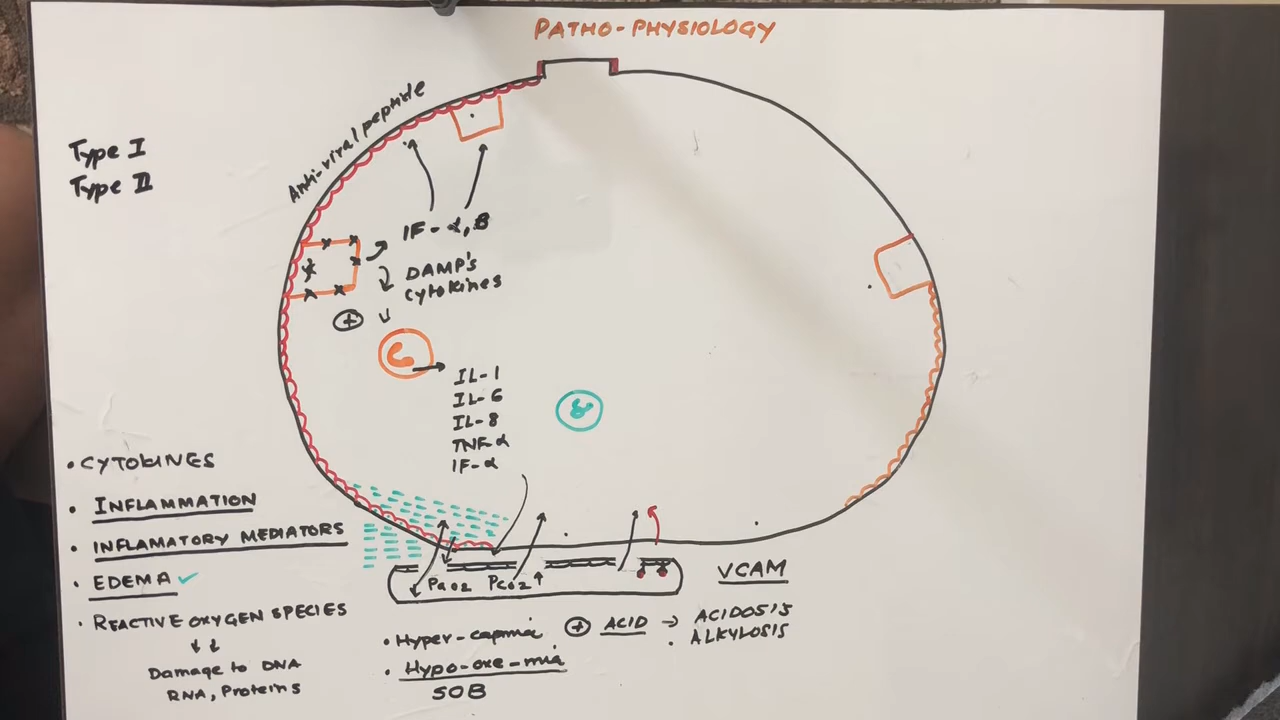 PATHO-PHYSIOLOGY
Anti-viral peptide
Type I
Type II
IF-α,B
DAMP's
Cytokines
+
IL-1
IL-6
IL-8
TNF-α
IF-α
• CYTOKINES
• INFLAMMATION
• INFLAMATORY MEDIATORS
• EDEMA ✓
• REACTIVE OXYGEN SPECIES
↓ ↓
Damage to DNA
RNA, Proteins
↓ PaO2 PCO2 ↑
VCAM
• Hyper-capmia
• Hypo-oxe-mia
SOB
+ ACID → ACIDOSIS
• ALKYLOSIS